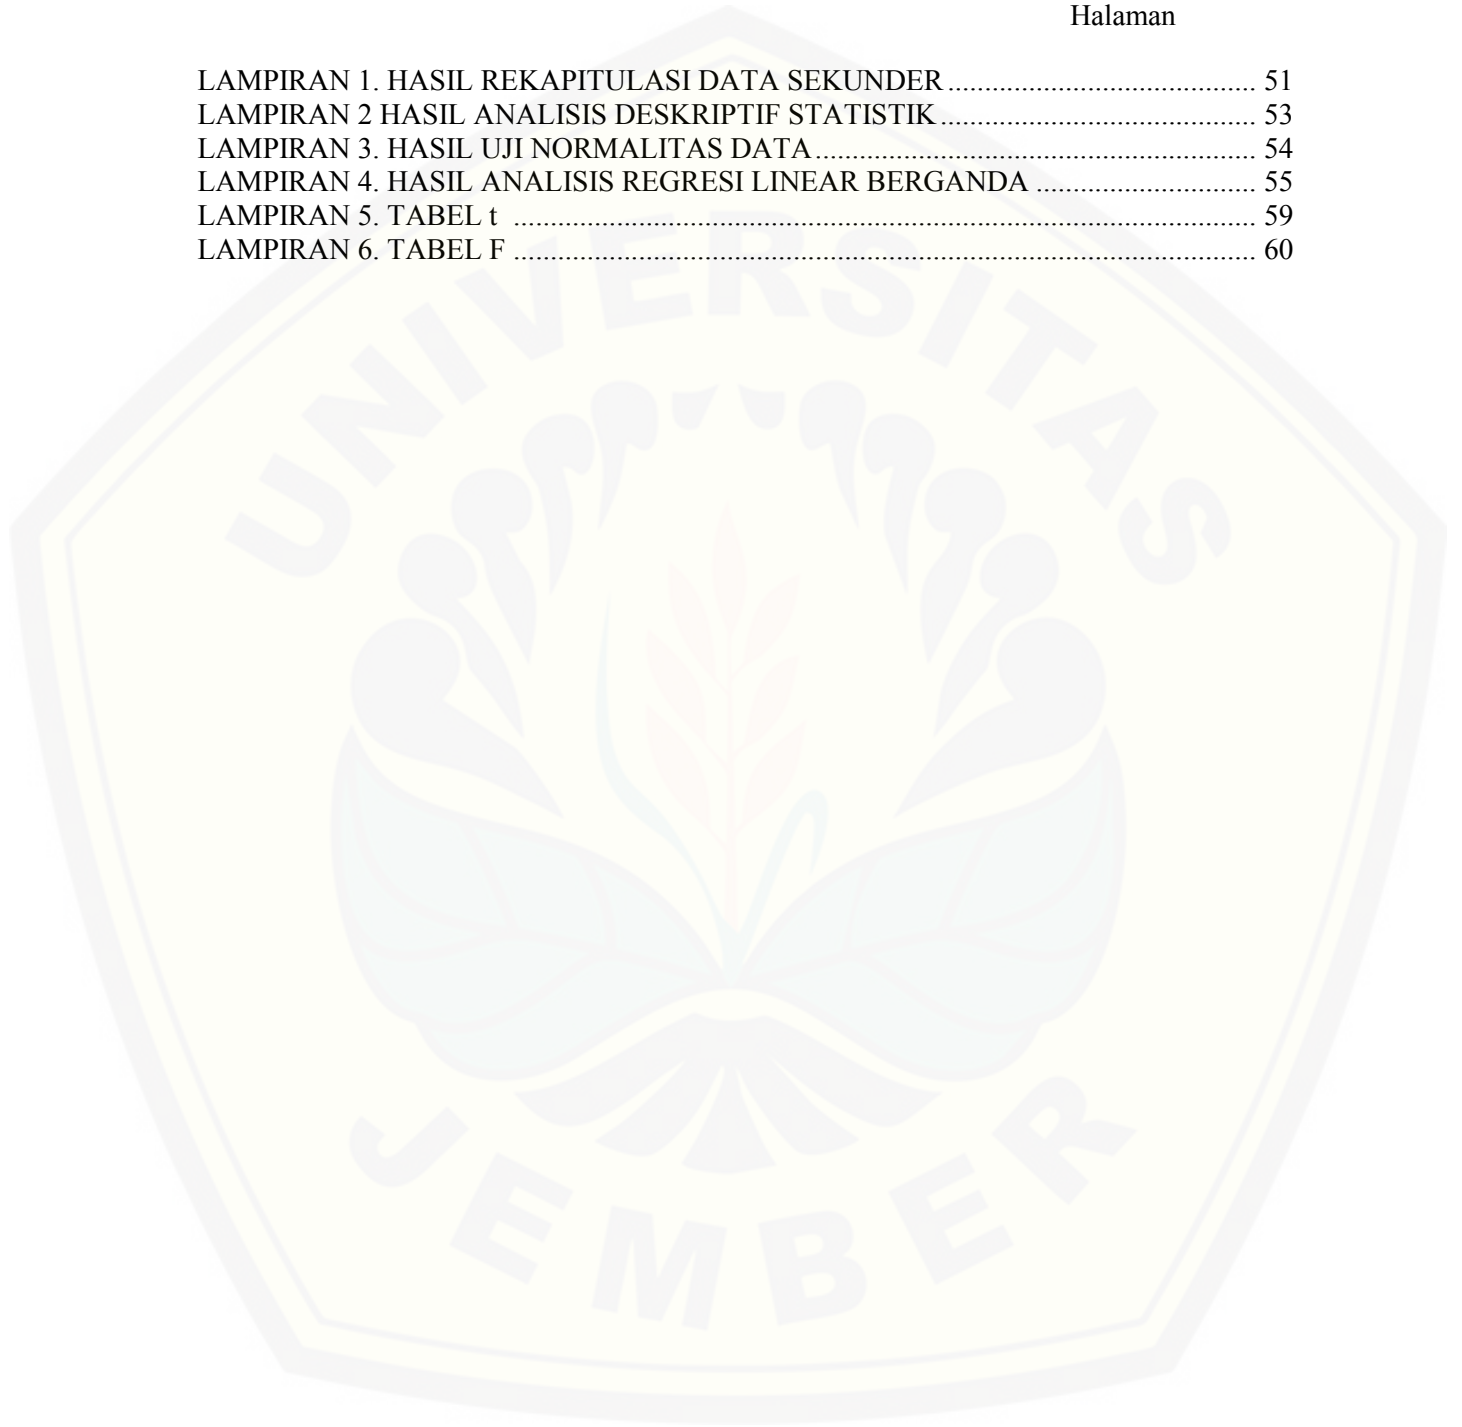 Halaman
LAMPIRAN 1. HASIL REKAPITULASI DATA SEKUNDER ............................................ 51
LAMPIRAN 2 HASIL ANALISIS DESKRIPTIF STATISTIK ............................................. 53
LAMPIRAN 3. HASIL UJI NORMALITAS DATA ............................................................... 54
LAMPIRAN 4. HASIL ANALISIS REGRESI LINEAR BERGANDA ................................ 55
LAMPIRAN 5. TABEL t .......................................................................................................... 59
LAMPIRAN 6. TABEL F .......................................................................................................... 60
UNIVERSITAS
JEMBER